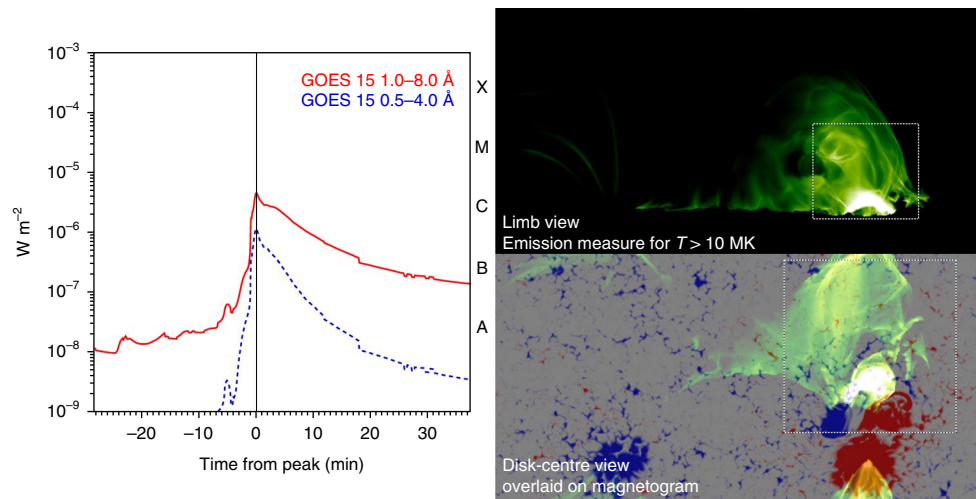 10⁻³
10⁻⁴
10⁻⁵
10⁻⁶
10⁻⁷
10⁻⁸
10⁻⁹
W m⁻²
GOES 15 1.0–8.0 Å
GOES 15 0.5–4.0 Å
X
M
C
B
A
−20
−10
0
10
20
30
Time from peak (min)
Limb view
Emission measure for T > 10 MK
Disk-centre view
overlaid on magnetogram